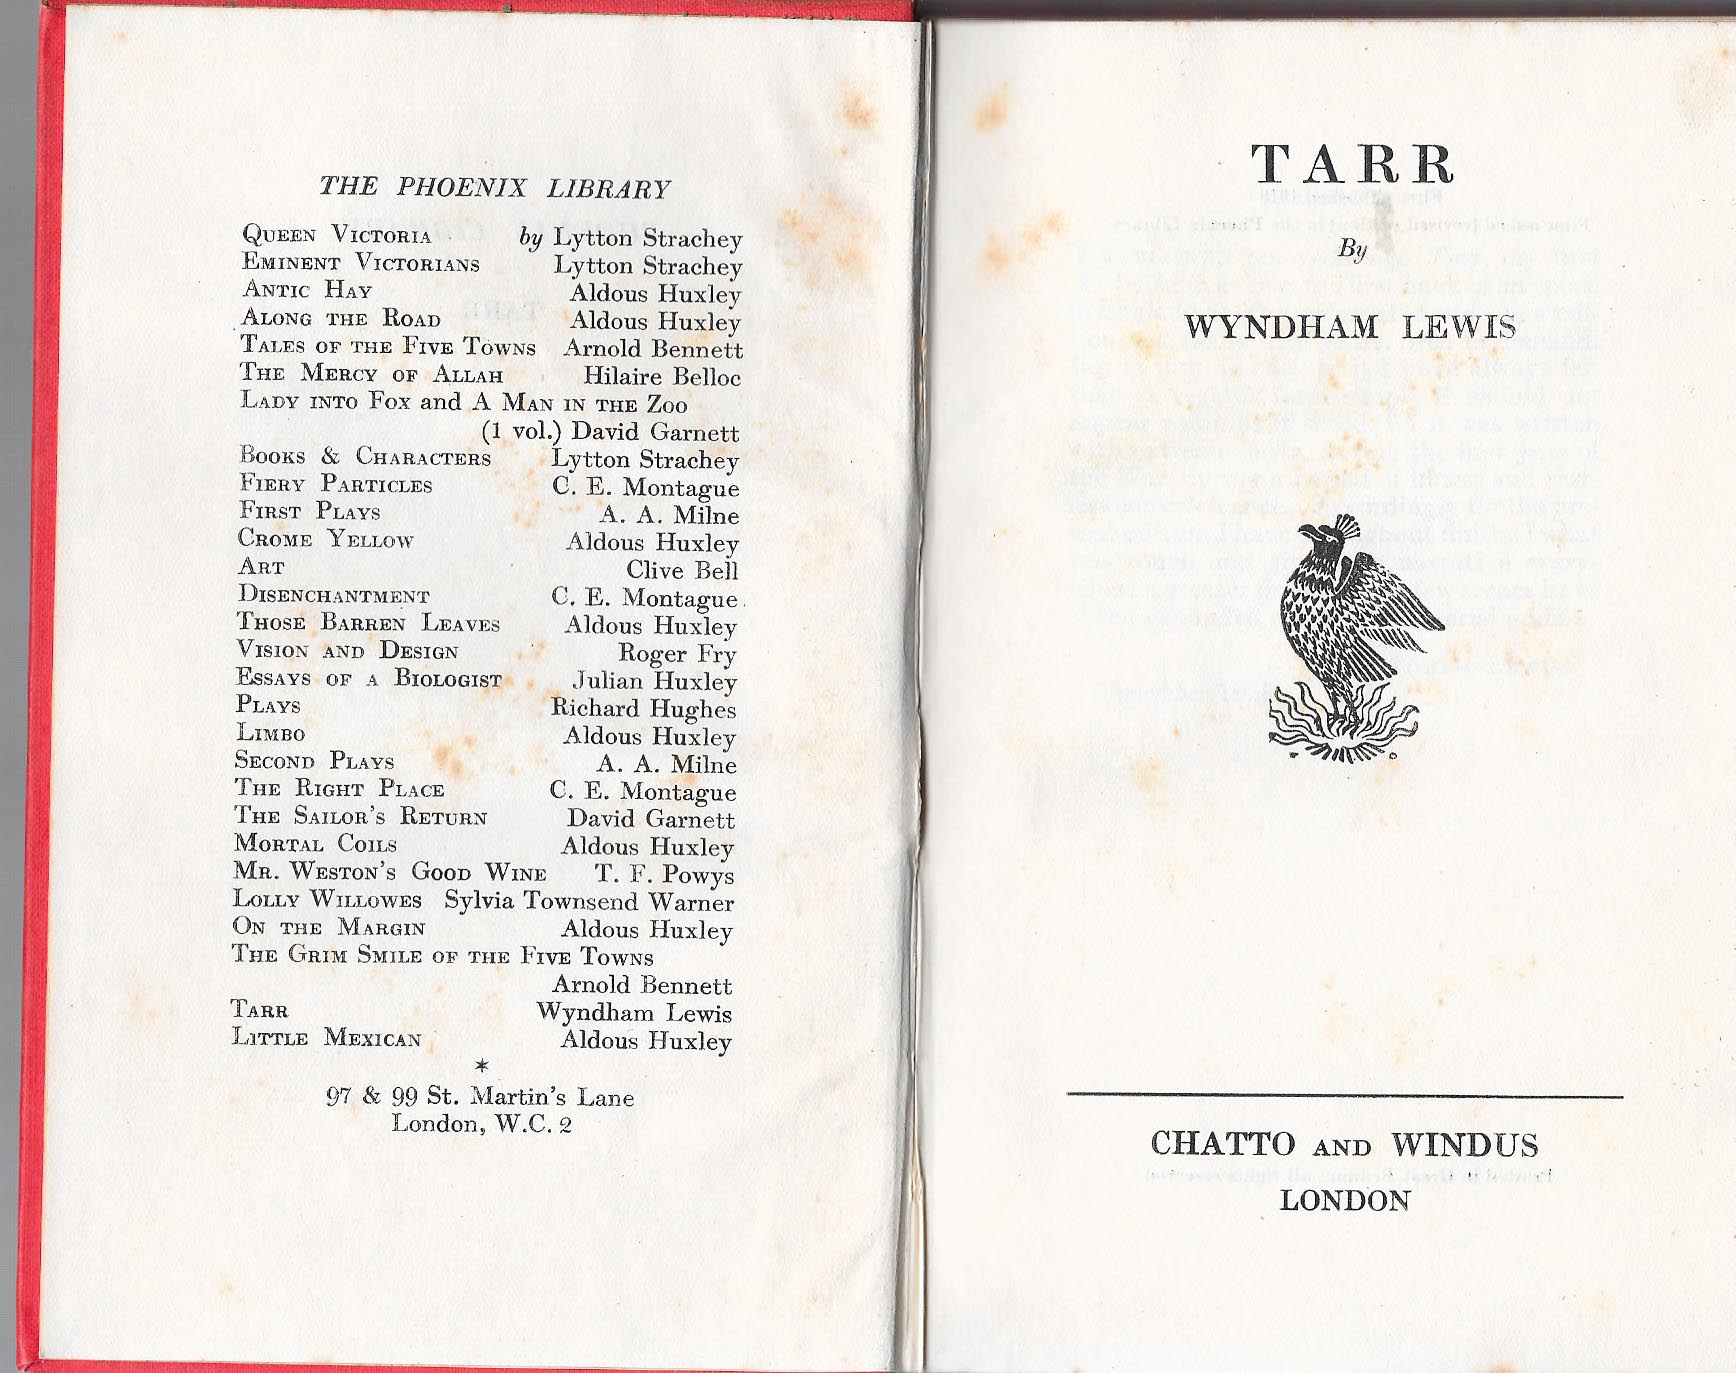 THE PHOENIX LIBRARY
QUEEN VICTORIA by Lytton Strachey
EMINENT VICTORIANS Lytton Strachey
ANTIC HAY Aldous Huxley
ALONG THE ROAD Aldous Huxley
TALES OF THE FIVE TOWNS Arnold Bennett
THE MERCY OF ALLAH Hilaire Belloc
LADY INTO FOX and A MAN IN THE ZOO
(1 vol.) David Garnett
BOOKS & CHARACTERS Lytton Strachey
FIERY PARTICLES C. E. Montague
FIRST PLAYS A. A. Milne
CROME YELLOW Aldous Huxley
ART Clive Bell
DISENCHANTMENT C. E. Montague
THOSE BARREN LEAVES Aldous Huxley
VISION AND DESIGN Roger Fry
ESSAYS OF A BIOLOGIST Julian Huxley
PLAYS Richard Hughes
LIMBO Aldous Huxley
SECOND PLAYS A. A. Milne
THE RIGHT PLACE C. E. Montague
THE SAILOR'S RETURN David Garnett
MORTAL COILS Aldous Huxley
MR. WESTON'S GOOD WINE T. F. Powys
LOLLY WILLOWES Sylvia Townsend Warner
ON THE MARGIN Aldous Huxley
THE GRIM SMILE OF THE FIVE TOWNS
Arnold Bennett
TARR Wyndham Lewis
LITTLE MEXICAN Aldous Huxley
*
97 & 99 St. Martin's Lane
London, W.C. 2
TARR
By
WYNDHAM LEWIS
CHATTO AND WINDUS
LONDON